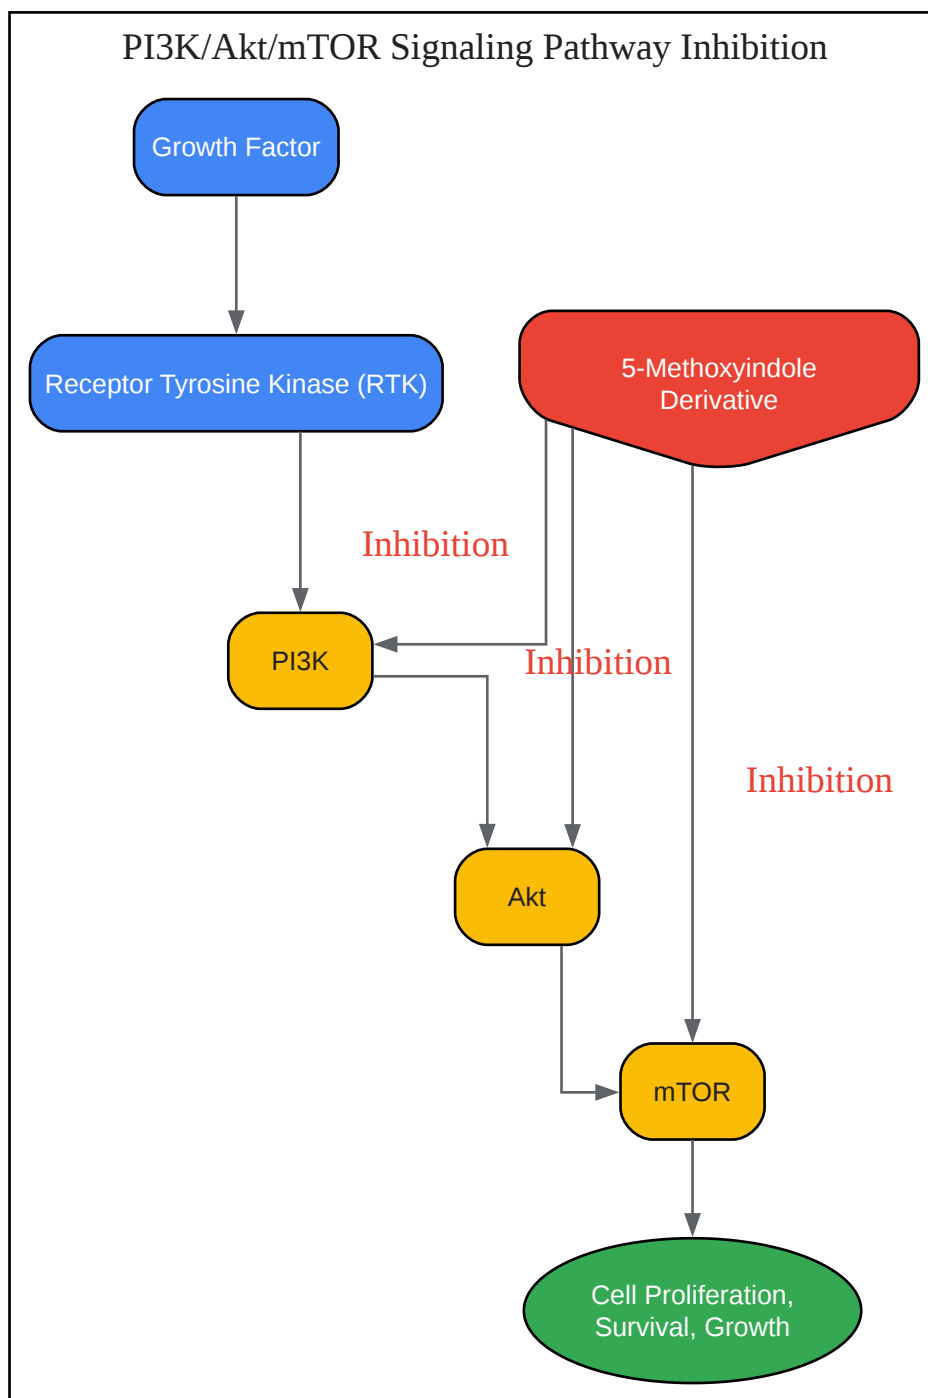 PI3K/Akt/mTOR Signaling Pathway Inhibition
Growth Factor
Receptor Tyrosine Kinase (RTK)
5-Methoxyindole
Derivative
Inhibition
PI3K
Inhibition
Inhibition
Akt
mTOR
Cell Proliferation,
Survival, Growth